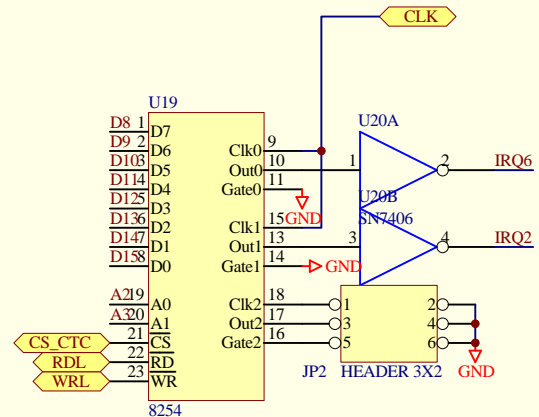 CLK
U19
U20A
D8 1 D7
D9 2 D6
D10 3 D5
D11 4 D4
D12 5 D3
D13 6 D2
D14 7 D1
D15 8 D0
A2 19 A0
A3 20 A1
CS_CTC 21 CS
RDL 22 RD
WRL 23 WR
8254
Clk0 9
Out0 10
Gate0 11
GND
Clk1 15
Out1 13
Gate1 14
GND
Clk2 18
Out2 17
Gate2 16
1 2 IRQ6
U20B
SN7406
3 4 IRQ2
1 2
3 4
5 6
JP2 HEADER 3X2
GND